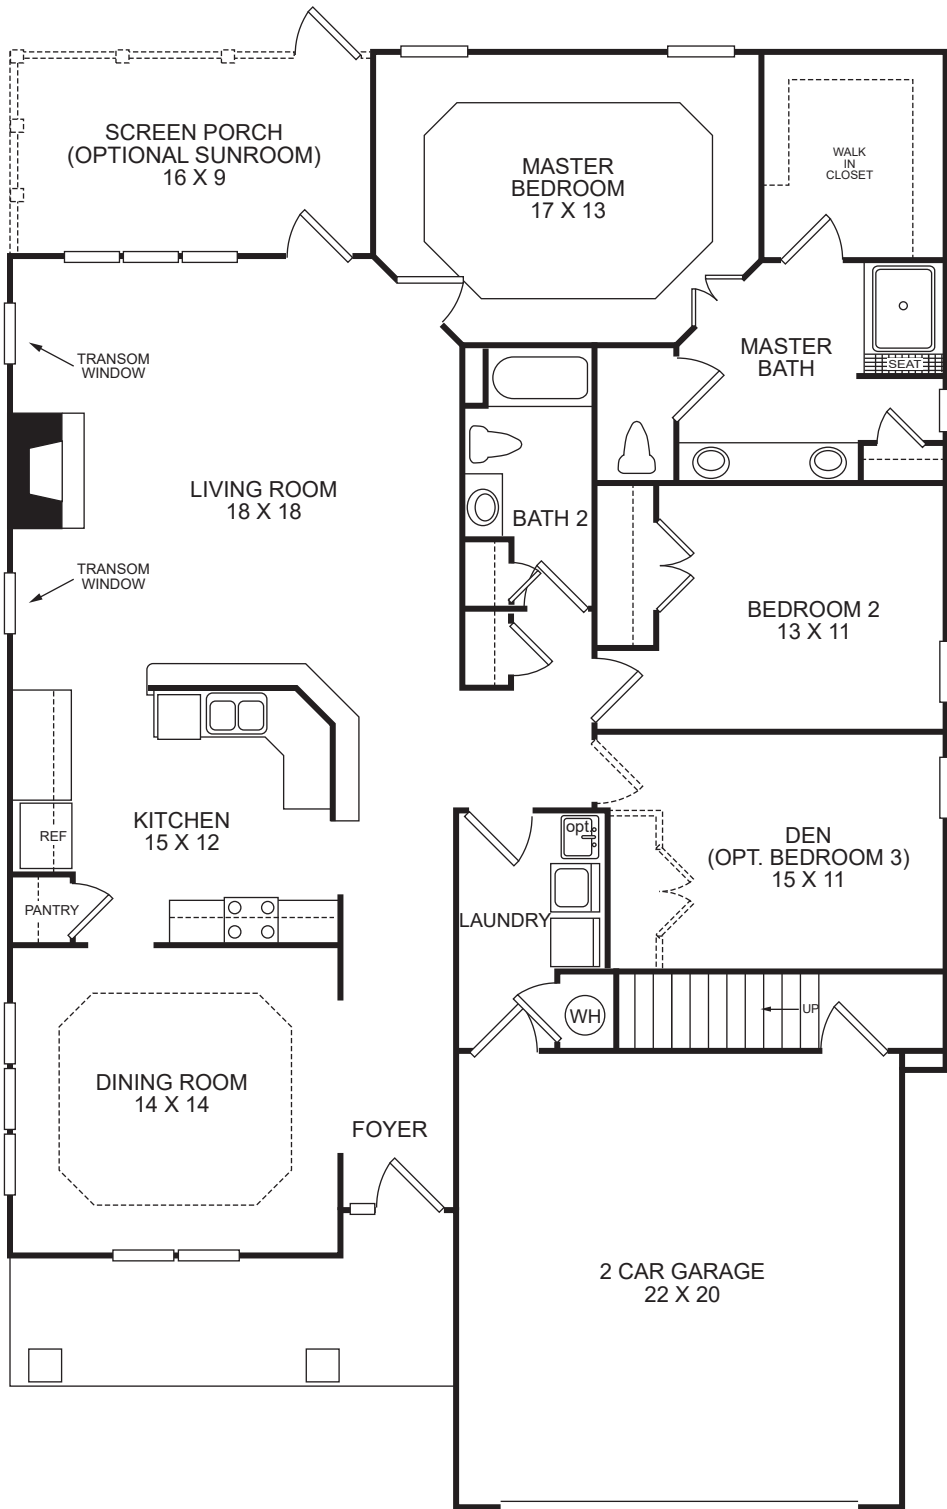 SCREEN PORCH
(OPTIONAL SUNROOM)
16 X 9
MASTER
BEDROOM
17 X 13
WALK
IN
CLOSET
TRANSOM
WINDOW
MASTER
BATH
SEAT
LIVING ROOM
18 X 18
BATH 2
TRANSOM
WINDOW
BEDROOM 2
13 X 11
KITCHEN
15 X 12
REF
opt.
DEN
(OPT. BEDROOM 3)
15 X 11
PANTRY
LAUNDRY
WH
UP
DINING ROOM
14 X 14
FOYER
2 CAR GARAGE
22 X 20